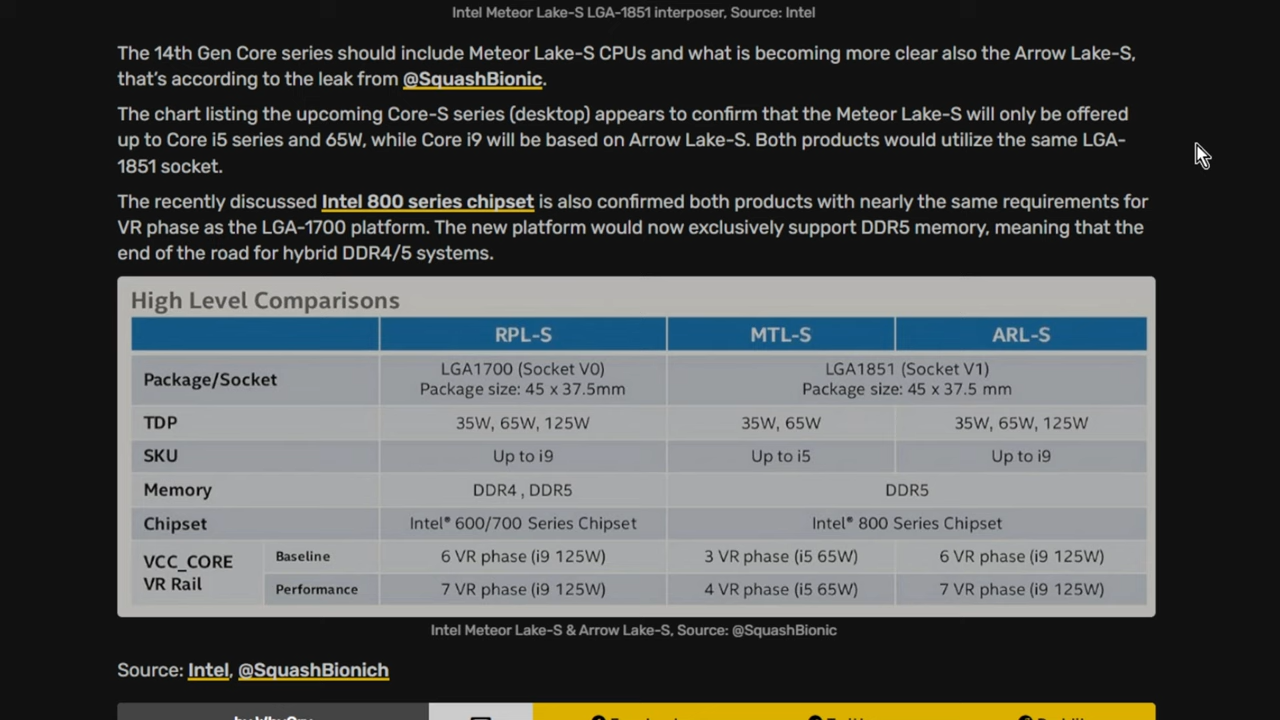 Intel Meteor Lake-S LGA-1851 interposer, Source: Intel
The 14th Gen Core series should include Meteor Lake-S CPUs and what is becoming more clear also the Arrow Lake-S,
that's according to the leak from @SquashBionic.
The chart listing the upcoming Core-S series (desktop) appears to confirm that the Meteor Lake-S will only be offered
up to Core i5 series and 65W, while Core i9 will be based on Arrow Lake-S. Both products would utilize the same LGA-
1851 socket.
The recently discussed Intel 800 series chipset is also confirmed both products with nearly the same requirements for
VR phase as the LGA-1700 platform. The new platform would now exclusively support DDR5 memory, meaning that the
end of the road for hybrid DDR4/5 systems.
High Level Comparisons
RPL-S MTL-S ARL-S
Package/Socket LGA1700 (Socket V0) LGA1851 (Socket V1)
Package size: 45 x 37.5mm Package size: 45 x 37.5 mm
TDP 35W, 65W, 125W 35W, 65W 35W, 65W, 125W
SKU Up to i9 Up to i5 Up to i9
Memory DDR4 , DDR5 DDR5
Chipset Intel® 600/700 Series Chipset Intel® 800 Series Chipset
VCC_CORE VR Rail Baseline 6 VR phase (i9 125W) 3 VR phase (i5 65W) 6 VR phase (i9 125W)
Performance 7 VR phase (i9 125W) 4 VR phase (i5 65W) 7 VR phase (i9 125W)
Intel Meteor Lake-S & Arrow Lake-S, Source: @SquashBionic
Source: Intel, @SquashBionich